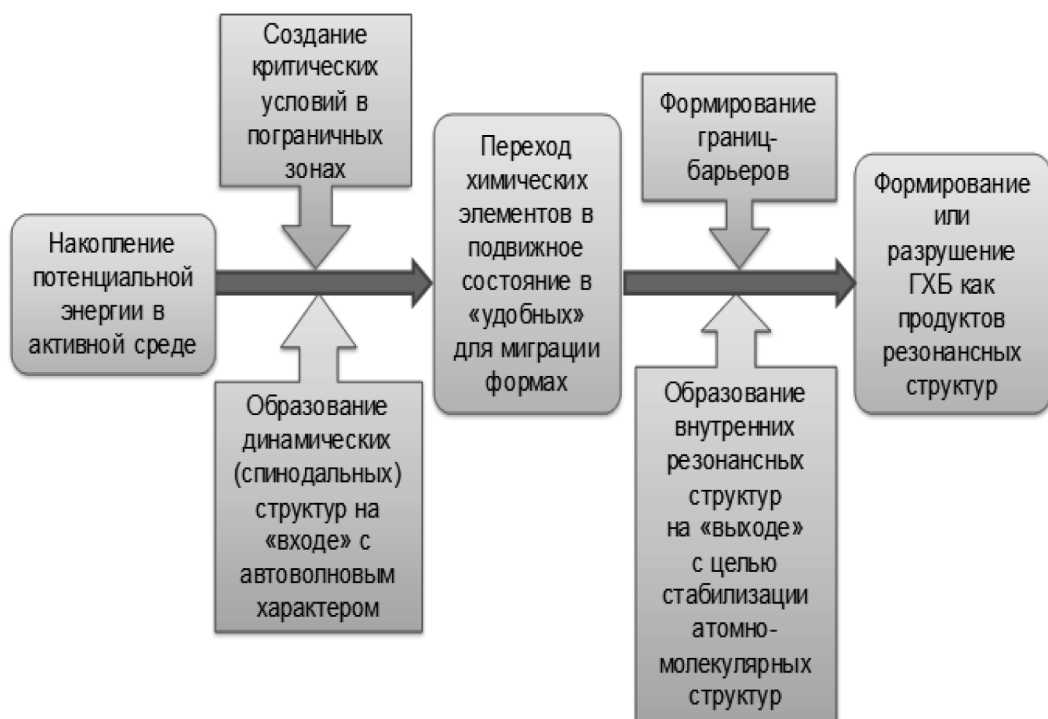 Накопление
потенциальной
энергии в
активной среде
Создание
критических
условий в
пограничных
зонах
Образование
динамических
(спинодальных)
структур на
«входе» с
автоволновым
характером
Переход
химических
элементов в
подвижное
состояние в
«удобных»
для миграции
формах
Формирование
границ-
барьеров
Образование
внутренних
резонансных
структур
на «выходе»
с целью
стабилизации
атомно-
молекулярных
структур
Формирование
или
разрушение
ГХБ как
продуктов
резонансных
структур